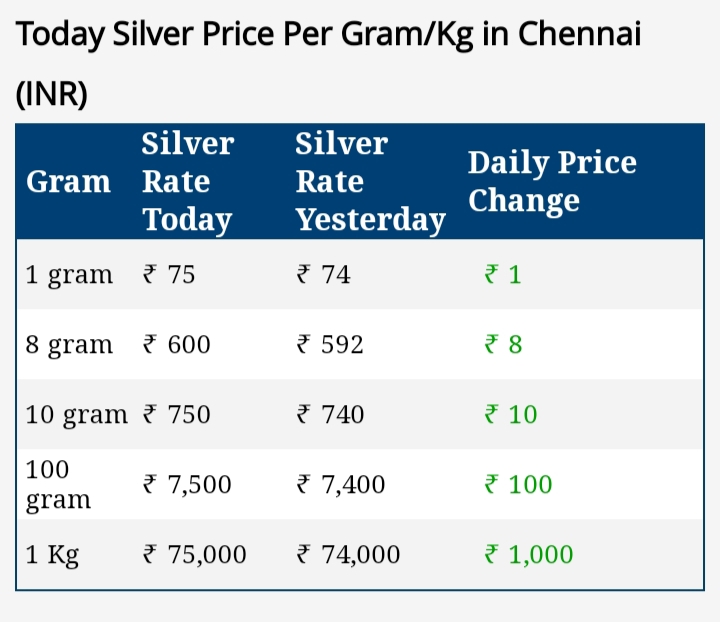 Today Silver Price Per Gram/Kg in Chennai
(INR)
Gram Silver Rate Today Silver Rate Yesterday Daily Price Change
1 gram ₹ 75 ₹ 74 ₹ 1
8 gram ₹ 600 ₹ 592 ₹ 8
10 gram ₹ 750 ₹ 740 ₹ 10
100 gram ₹ 7,500 ₹ 7,400 ₹ 100
1 Kg ₹ 75,000 ₹ 74,000 ₹ 1,000